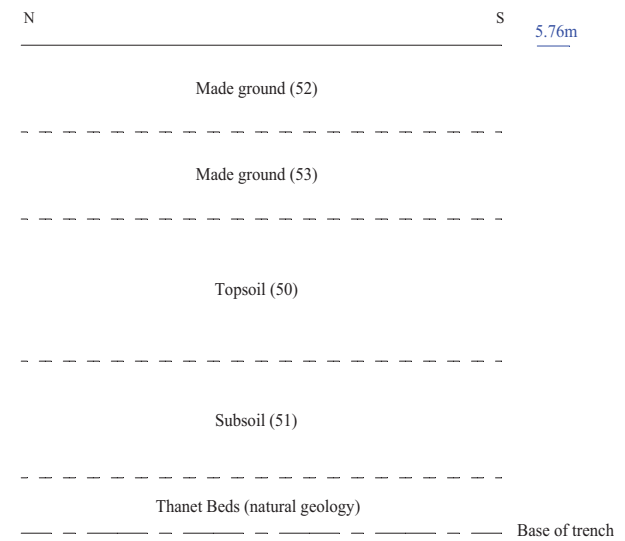 N
S
5.76m
Made ground (52)
Made ground (53)
Topsoil (50)
Subsoil (51)
Thanet Beds (natural geology)
Base of trench